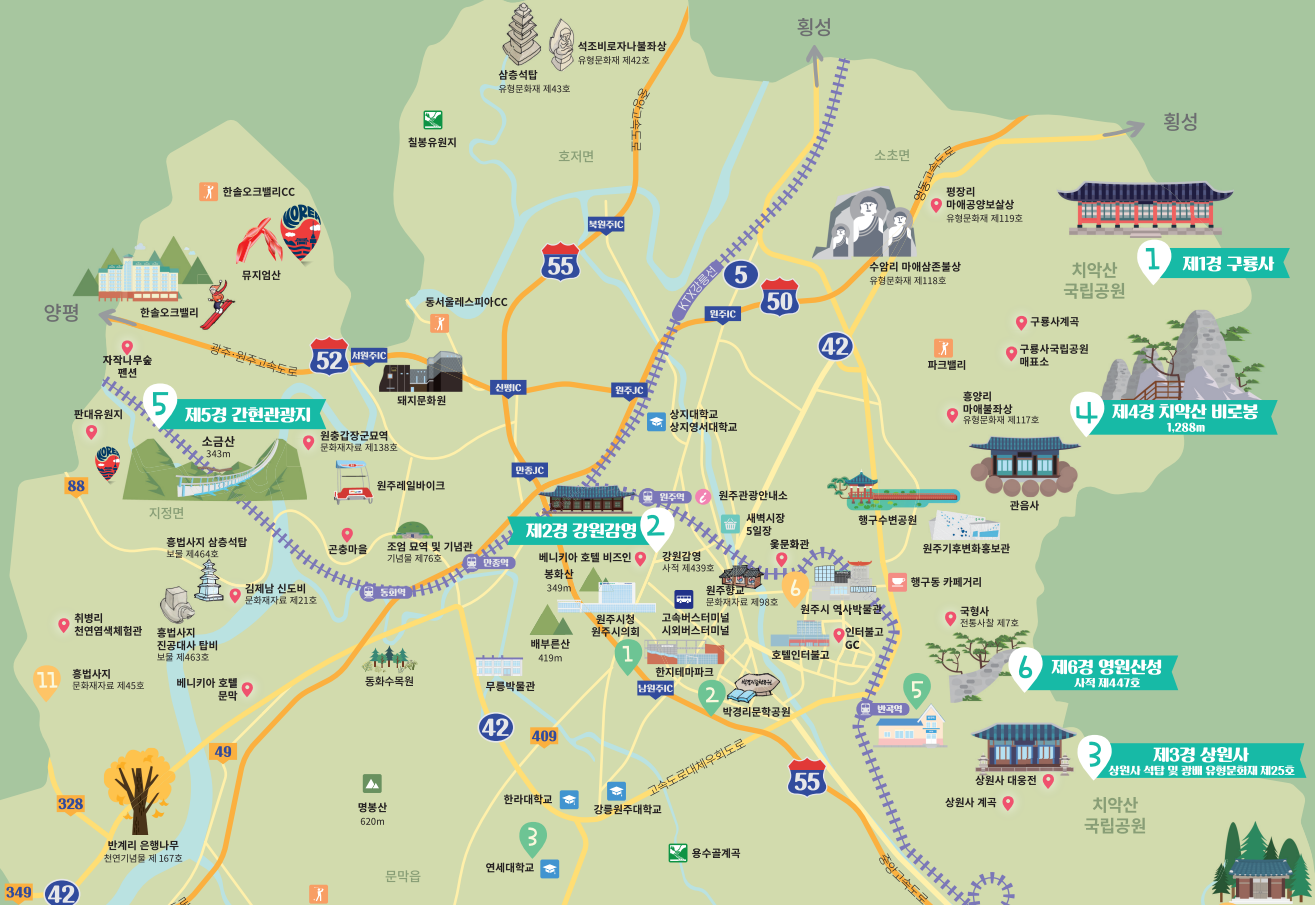 횡성
석조비로자나불좌상
유형문화재 제42호
삼층석탑
유형문화재 제43호
중앙고속도로
칠봉유원지
호저면
소초면
횡성
영동고속도로
한솔오크밸리CC
KOREA
뮤지엄산
한솔오크밸리
양평
자작나무숲
펜션
광주·원주고속도로
52
서원주IC
동서울레스피아CC
돼지문화원
북원주IC
55
KTX강릉선
5
50
원주IC
42
신평IC
원주JC
만종JC
평장리
마애공양보살상
유형문화재 제119호
수암리 마애삼존불상
유형문화재 제118호
1
제1경 구룡사
치악산
국립공원
구룡사계곡
구룡사국립공원
매표소
파크밸리
흥양리
마애불좌상
유형문화재 제117호
4
제4경 치악산 비로봉
1,288m
관음사
상지대학교
상지영서대학교
판대유원지
5
제5경 간현관광지
소금산
343m
원충갑장군묘역
문화재자료 제138호
KOREA
88
지정면
원주레일바이크
곤충마을
조엄 묘역 및 기념관
기념물 제76호
만종역
동화역
원주역
i
원주관광안내소
제2경 강원감영
2
새벽시장
5일장
행구수변공원
원주기후변화홍보관
베니키아 호텔 비즈인
강원감영
사적 제439호
꽃문화관
봉화산
349m
원주향교
문화재자료 제98호
6
원주시 역사박물관
행구동 카페거리
흥법사지 삼층석탑
보물 제464호
김제남 신도비
문화재자료 제21호
취병리
천연염색체험관
흥법사지
진공대사 탑비
보물 제463호
11
흥법사지
문화재자료 제45호
베니키아 호텔
문막
동화수목원
원주시청
원주시의회
배부른산
419m
고속버스터미널
시외버스터미널
호텔인터불고
인터불고
GC
국형사
전통사찰 제7호
6
제6경 영원산성
사적 제447호
1
한지테마파크
무릉박물관
남원주IC
2
박경리문학공원
반곡역
5
3
제3경 상원사
상원사 석탑 및 광배 유형문화재 제25호
상원사 대웅전
상원사 계곡
치악산
국립공원
49
42
409
고속도로대체우회도로
55
328
명봉산
620m
한라대학교
강릉원주대학교
3
연세대학교
용수골계곡
중앙고속도로
반계리 은행나무
천연기념물 제 167호
문막읍
349
42